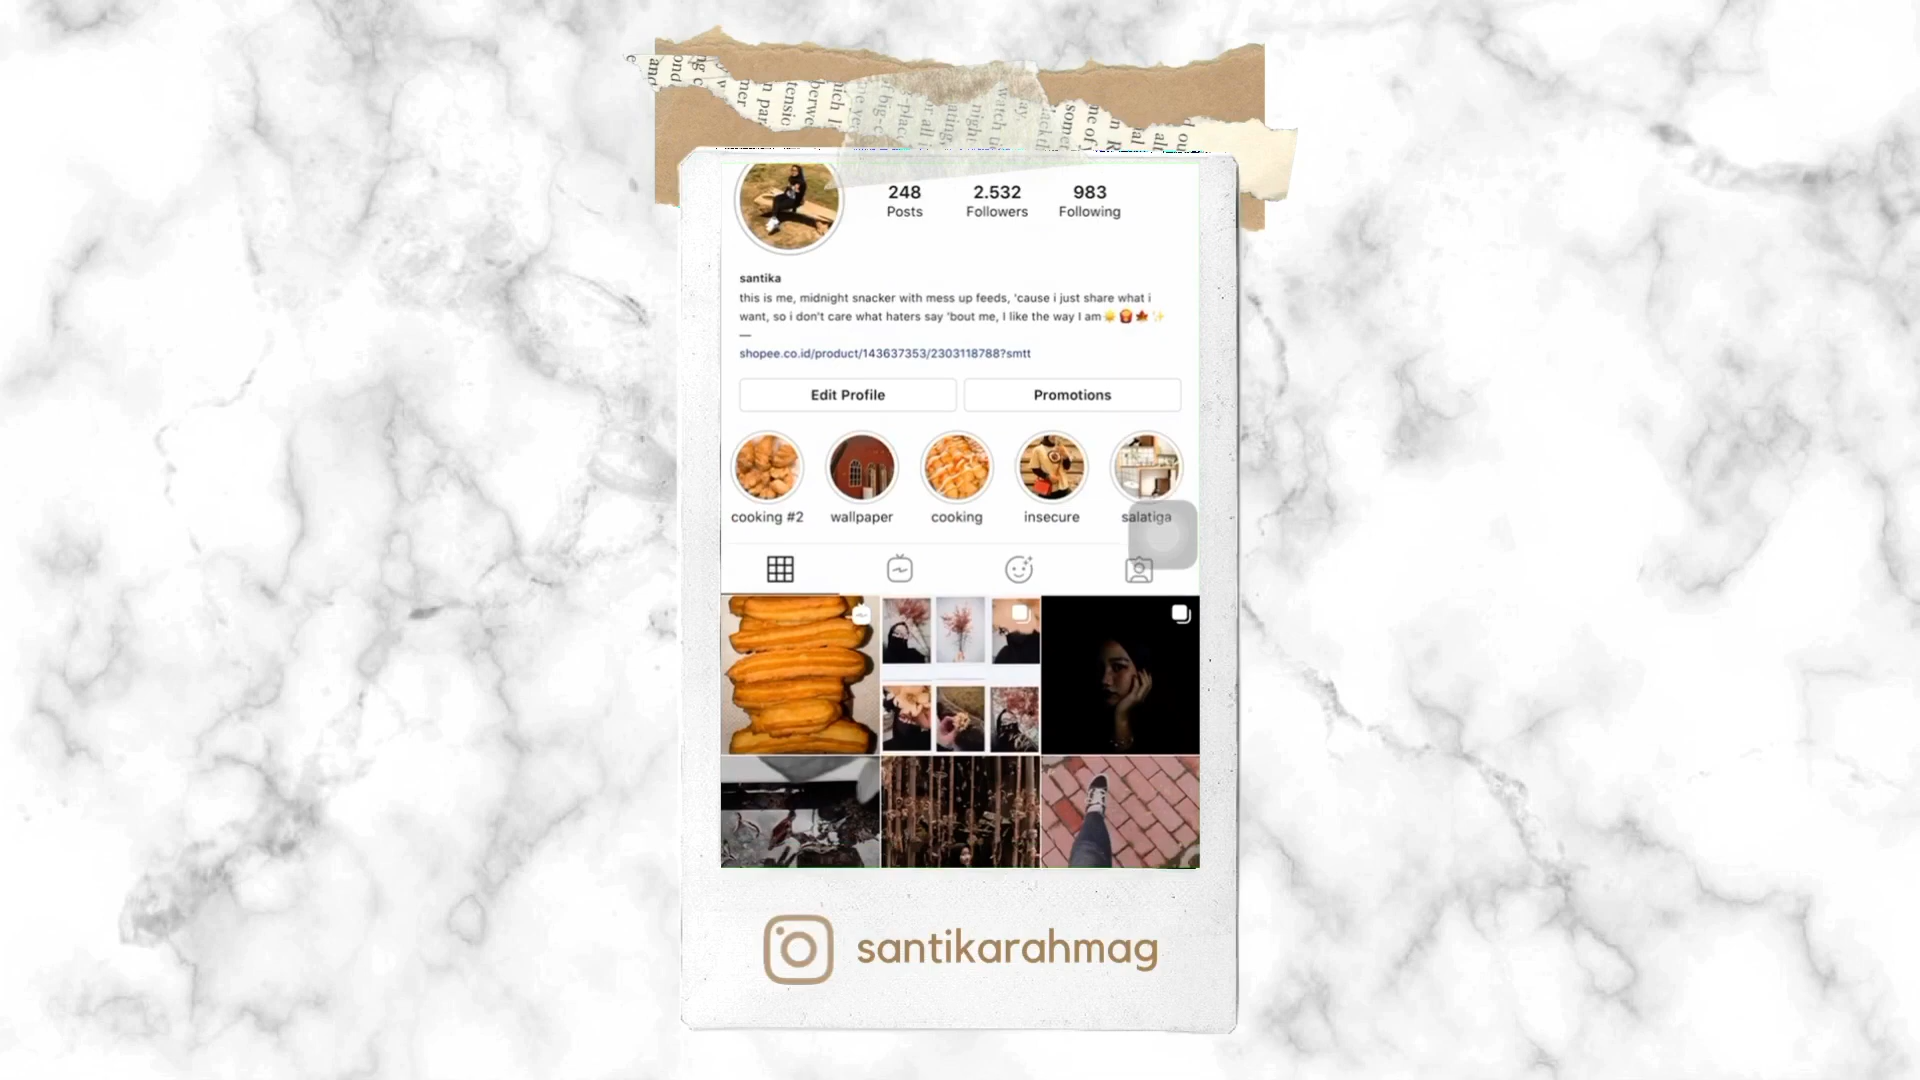 248 2.532 983
Posts Followers Following
santika
this is me, midnight snacker with mess up feeds, 'cause i just share what i
want, so i don't care what haters say 'bout me, I like the way I am☀️🍿🍁✨
—
shopee.co.id/product/143637353/2303118788?smtt
Edit Profile Promotions
cooking #2 wallpaper cooking insecure salatiga
santikarahmag